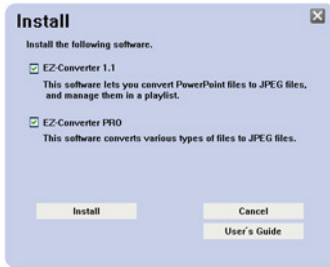 Install
Install the following software.
EZ-Converter 1.1
This software lets you convert PowerPoint files to JPEG files,
and manage them in a playlist.
EZ-Converter PRO
This software converts various types of files to JPEG files.
Install
Cancel
User's Guide